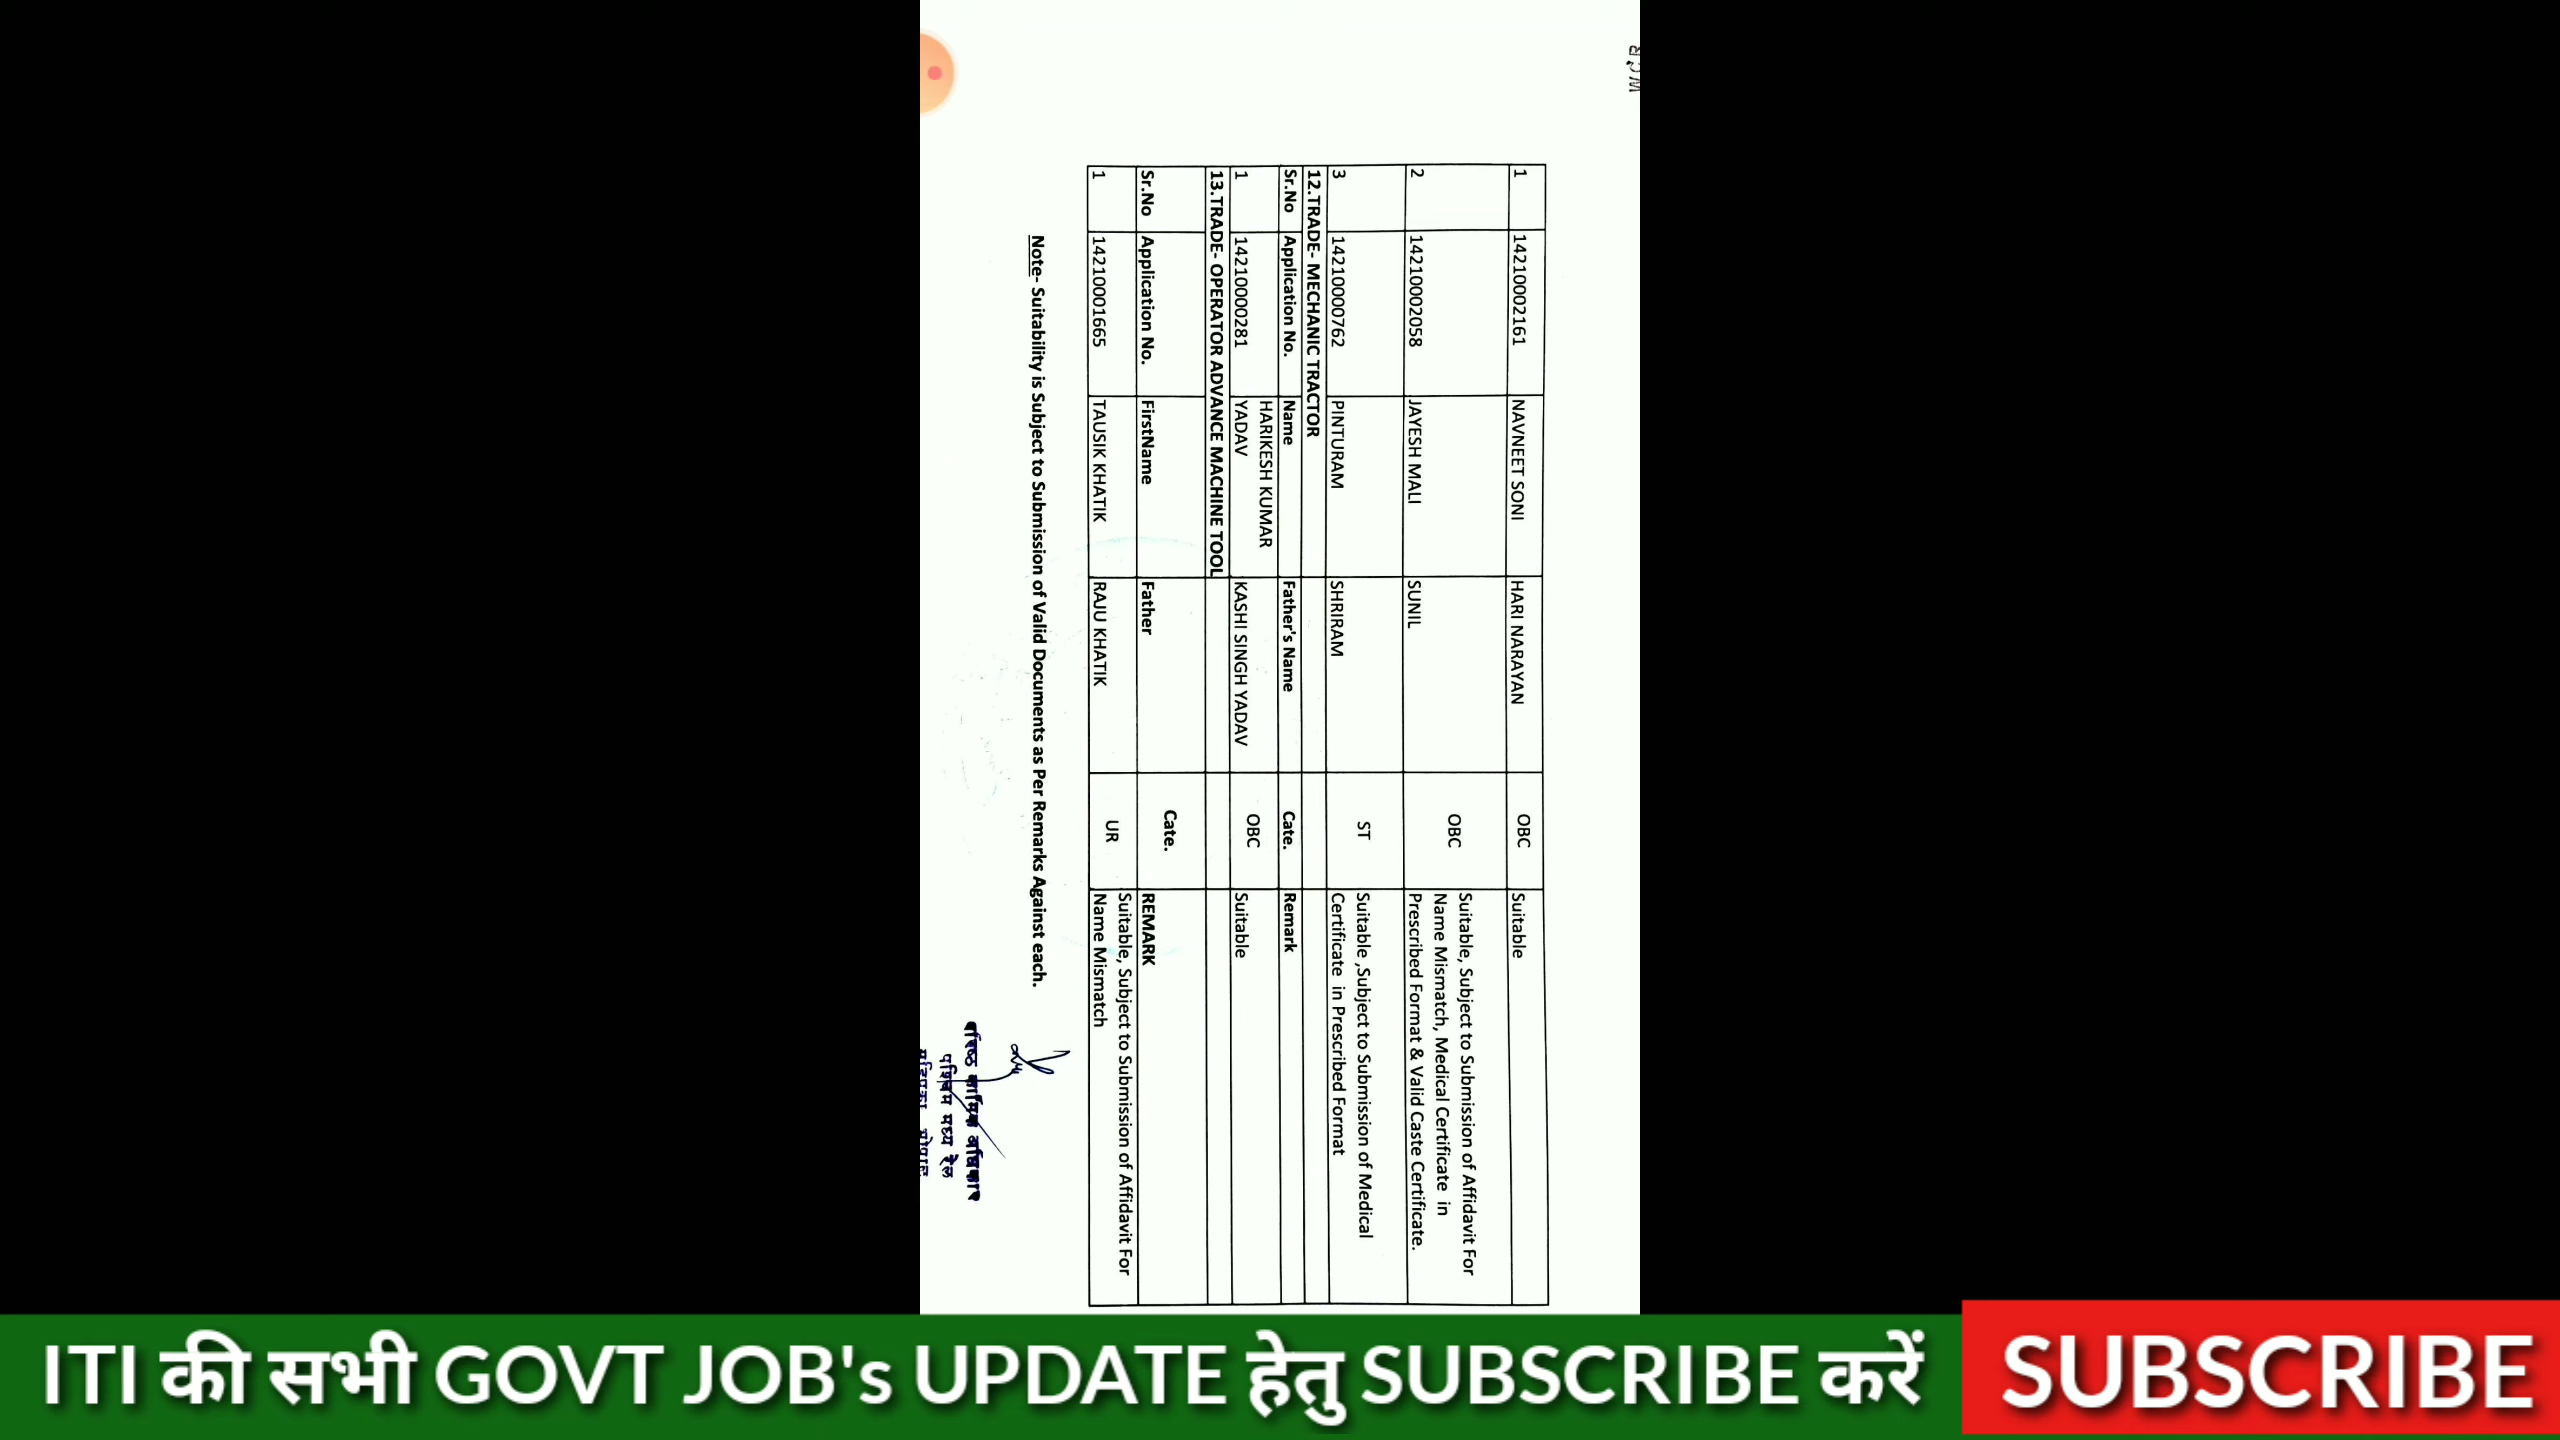 1 14210002161 NAVNEET SONI HARI NARAYAN OBC Suitable
2 14210002058 JAYESH MALI SUNIL OBC Suitable, Subject to Submission of Affidavit For
Name Mismatch, Medical Certificate in
Prescribed Format & Valid Caste Certificate.
3 14210000762 PINTURAM SHRIRAM ST Suitable ,Subject to Submission of Medical
Certificate in Prescribed Format
12.TRADE- MECHANIC TRACTOR
Sr.No Application No. Name Father's Name Cate. Remark
1 14210000281 HARIKESH KUMAR
YADAV KASHI SINGH YADAV OBC Suitable
13.TRADE- OPERATOR ADVANCE MACHINE TOOL
Sr.No Application No. FirstName Father Cate. REMARK
1 14210001665 TAUSIK KHATIK RAJU KHATIK UR Suitable, Subject to Submission of Affidavit For
Name Mismatch
Note- Suitability is Subject to Submission of Valid Documents as Per Remarks Against each.
पश्चिम मध्य रेल
ITI की सभी GOVT JOB's UPDATE हेतु SUBSCRIBE करें
SUBSCRIBE